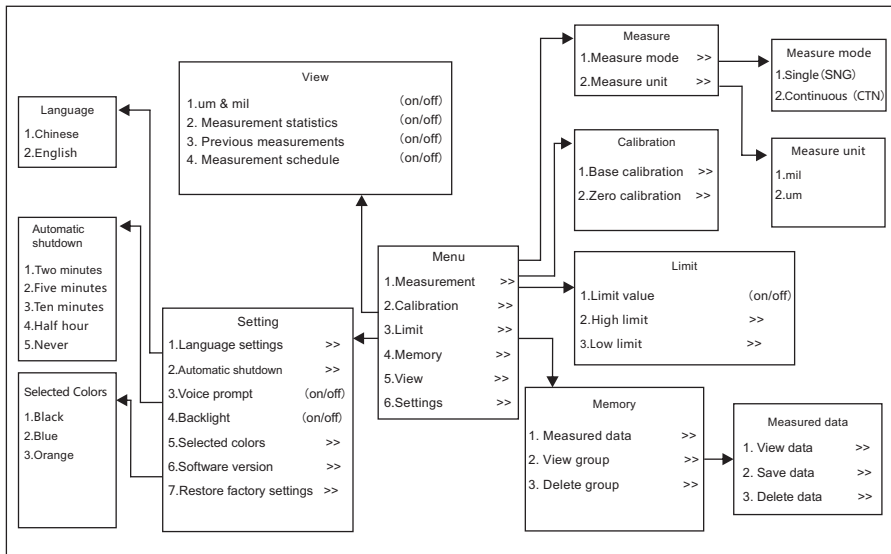 View
1.um & mil (on/off)
2. Measurement statistics (on/off)
3. Previous measurements (on/off)
4. Measurement schedule (on/off)
Language
1.Chinese
2.English
Automatic
shutdown
1.Two minutes
2.Five minutes
3.Ten minutes
4.Half hour
5.Never
Selected Colors
1.Black
2.Blue
3.Orange
Setting
1.Language settings >>
2.Automatic shutdown >>
3.Voice prompt (on/off)
4.Backlight (on/off)
5.Selected colors >>
6.Software version >>
7.Restore factory settings >>
Menu
1.Measurement >>
2.Calibration >>
3.Limit >>
4.Memory >>
5.View >>
6.Settings >>
Measure
1.Measure mode >>
2.Measure unit >>
Measure mode
1.Single(SNG)
2.Continuous (CTN)
Measure unit
1.mil
2.um
Calibration
1.Base calibration >>
2.Zero calibration >>
Limit
1.Limit value (on/off)
2.High limit >>
3.Low limit >>
Memory
1. Measured data >>
2. View group >>
3. Delete group >>
Measured data
1. View data >>
2. Save data >>
3. Delete data >>